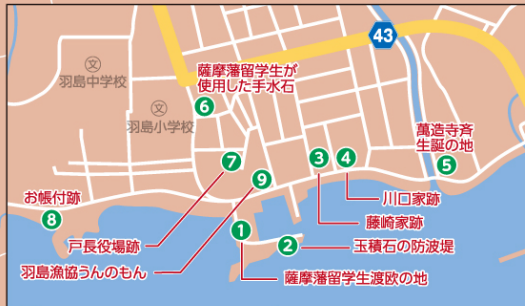 43
文
羽島中学校
薩摩藩留学生が
使用した手水石
6
文
羽島小学校
萬造寺斉
生誕の地
5
7
9
3
4
お帳付跡
8
川口家跡
戸長役場跡
1
2
藤崎家跡
羽島漁協うんのもん
玉積石の防波堤
薩摩藩留学生渡欧の地